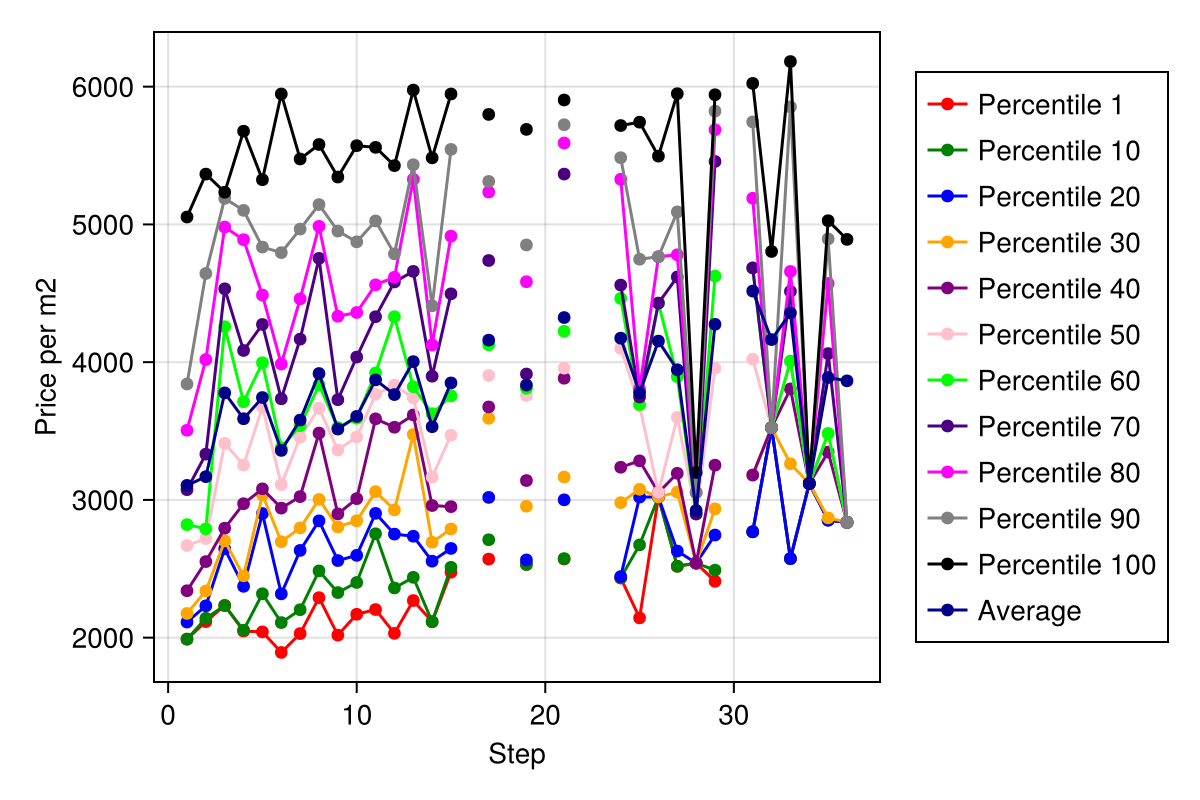 6000
5000
4000
3000
2000
Price per m2
0 10 20 30
Step
Percentile 1
Percentile 10
Percentile 20
Percentile 30
Percentile 40
Percentile 50
Percentile 60
Percentile 70
Percentile 80
Percentile 90
Percentile 100
Average